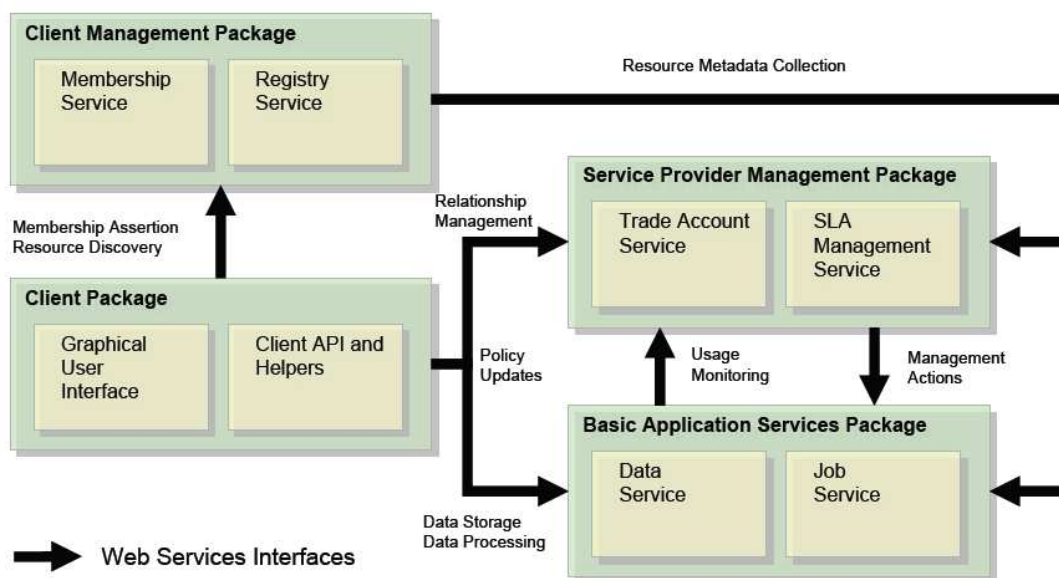 Client Management Package
Membership
Service
Registry
Service
Resource Metadata Collection
Membership Assertion
Resource Discovery
Relationship
Management
Service Provider Management Package
Trade Account
Service
SLA
Management
Service
Client Package
Graphical
User
Interface
Client API and
Helpers
Policy
Updates
Usage
Monitoring
Management
Actions
Basic Application Services Package
Data
Service
Job
Service
Data Storage
Data Processing
Web Services Interfaces